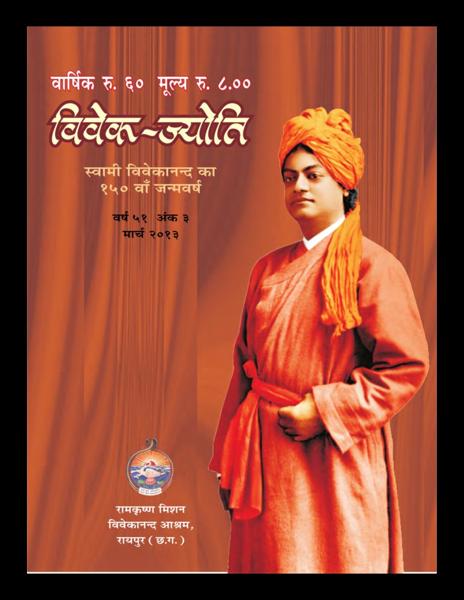 वार्षिक रु. ६० मूल्य रु. ८.००
विवेक-ज्योति
स्वामी विवेकानन्द का
१५० वाँ जन्मवर्ष
वर्ष ५१ अंक ३
मार्च २०१३
रामकृष्ण मिशन
विवेकानन्द आश्रम,
रायपुर (छ.ग.)